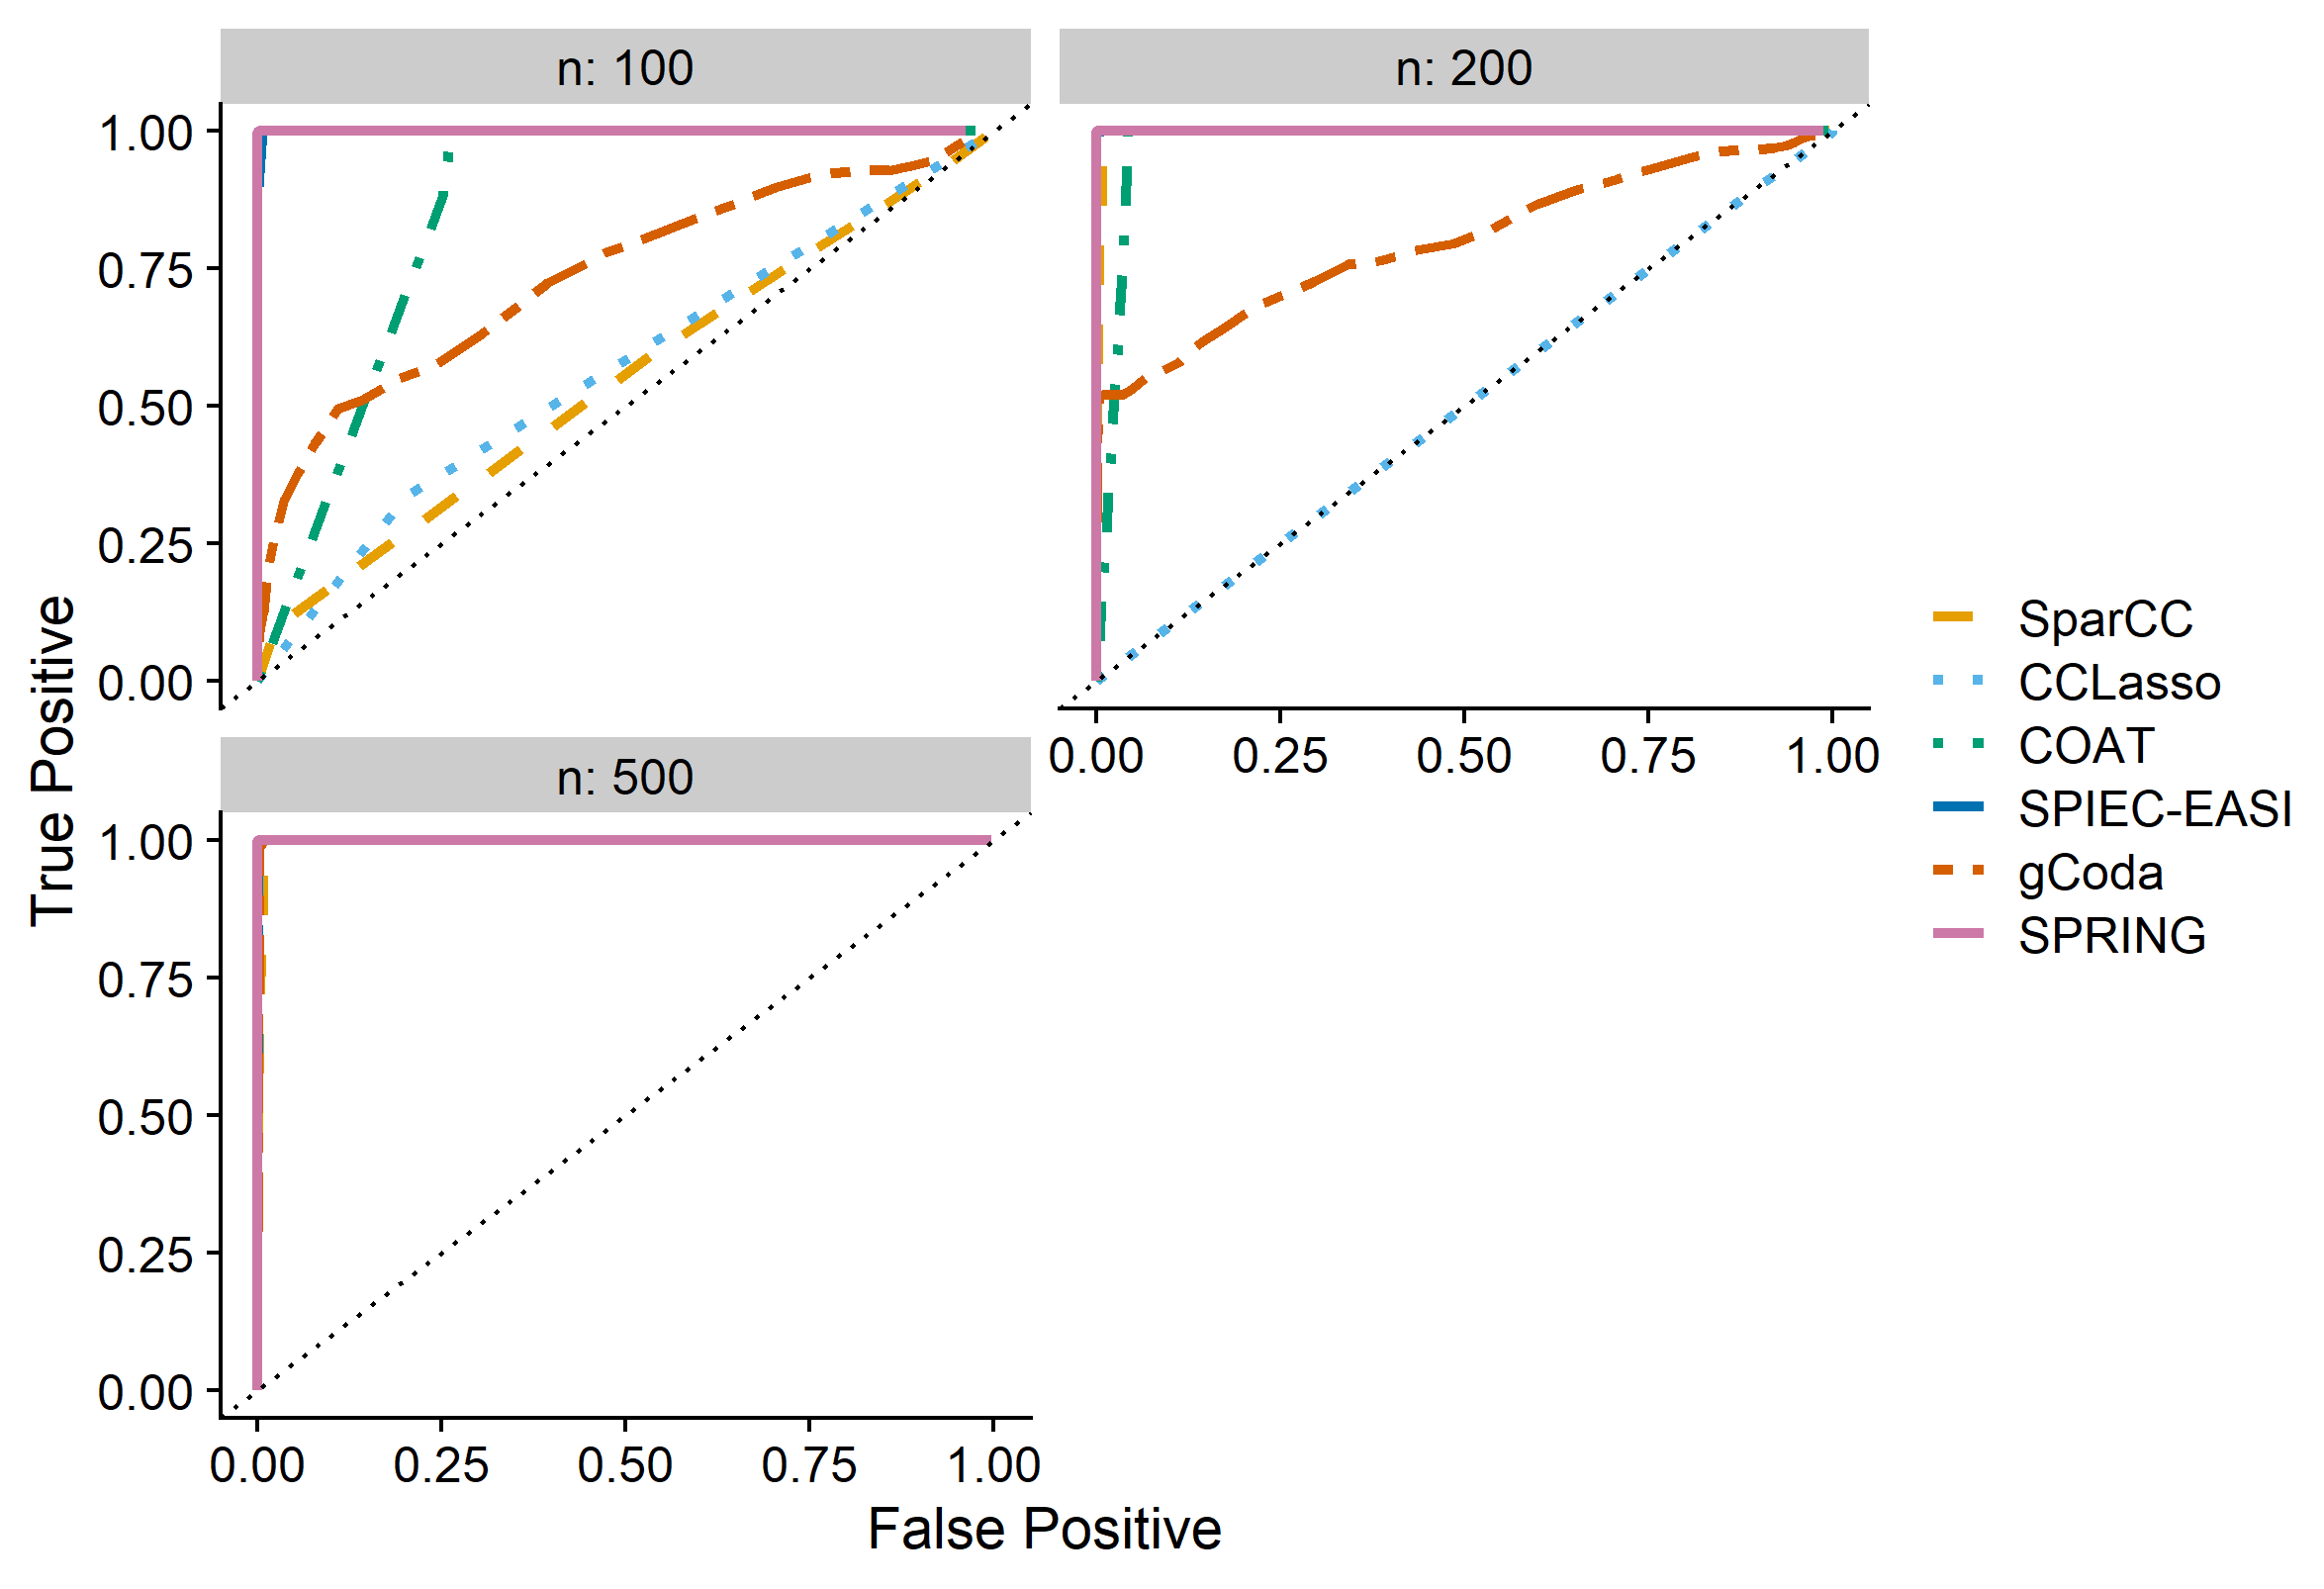 n: 100
n: 200
1.00
0.75
0.50
0.25
0.00
0.00 0.25 0.50 0.75 1.00
n: 500
1.00
0.75
0.50
0.25
0.00
0.00 0.25 0.50 0.75 1.00
True Positive
False Positive
SparCC
CCLasso
COAT
SPIEC-EASI
gCoda
SPRING